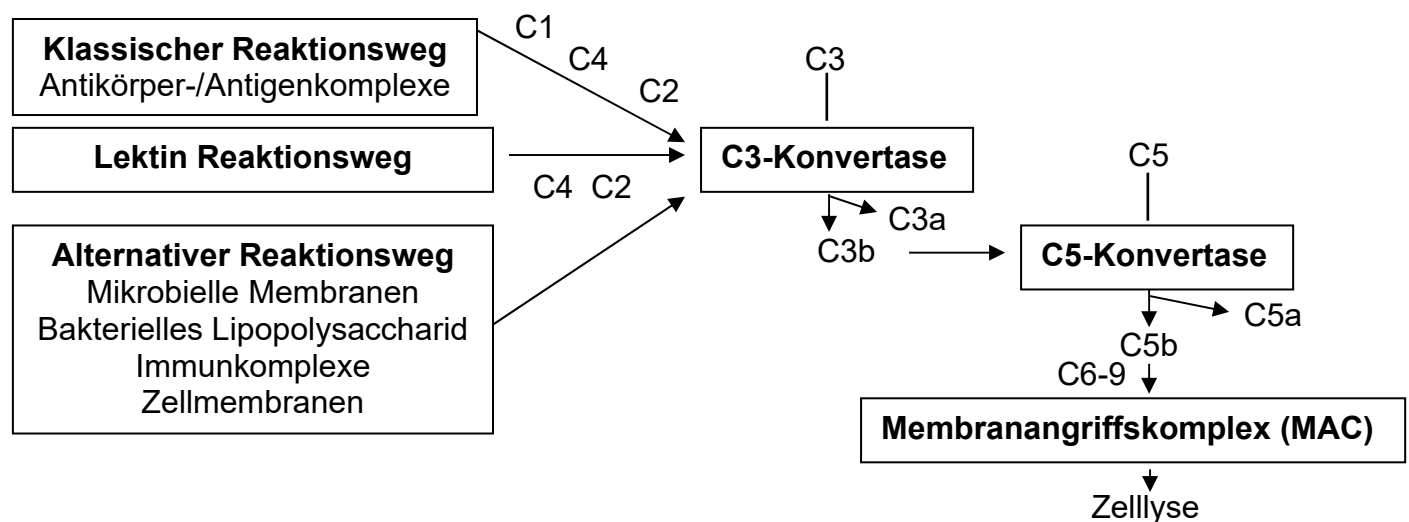 Klassischer Reaktionsweg
Antikörper-/Antigenkomplexe
C1
C4
C2
Lektin Reaktionsweg
C4 C2
Alternativer Reaktionsweg
Mikrobielle Membranen
Bakterielles Lipopolysaccharid
Immunkomplexe
Zellmembranen
C3
C3-Konvertase
C3a
C3b
C5
C5-Konvertase
C5a
C5b
C6-9
Membranangriffskomplex (MAC)
Zelllyse